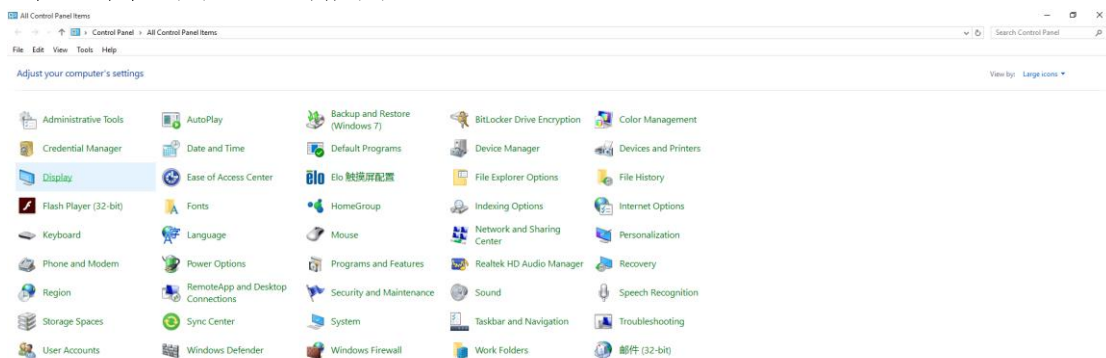 All Control Panel Items
Control Panel > All Control Panel Items
Search Control Panel
File Edit View Tools Help
Adjust your computer's settings
View by: Large icons
Administrative Tools
AutoPlay
Backup and Restore
(Windows 7)
BitLocker Drive Encryption
Color Management
Credential Manager
Date and Time
Default Programs
Device Manager
Devices and Printers
Display
Ease of Access Center
elo
Elo 触摸屏配置
File Explorer Options
File History
Flash Player (32-bit)
Fonts
HomeGroup
Indexing Options
Internet Options
Keyboard
Language
Mouse
Network and Sharing
Center
Personalization
Phone and Modem
Power Options
Programs and Features
Realtek HD Audio Manager
Recovery
Region
RemoteApp and Desktop
Connections
Security and Maintenance
Sound
Speech Recognition
Storage Spaces
Sync Center
System
Taskbar and Navigation
Troubleshooting
User Accounts
Windows Defender
Windows Firewall
Work Folders
邮件 (32-bit)